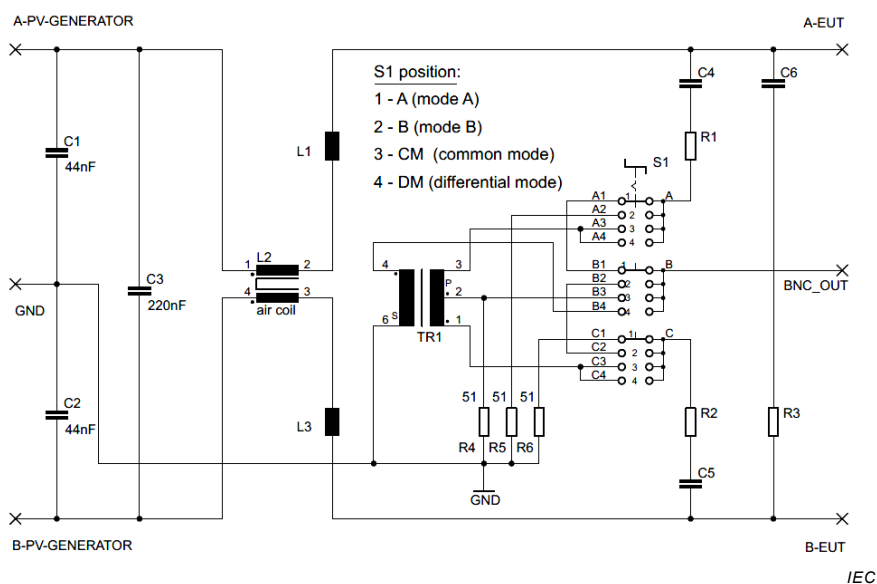 A-PV-GENERATOR
A-EUT
S1 position:
1 - A (mode A)
2 - B (mode B)
3 - CM (common mode)
4 - DM (differential mode)
C4
C6
C1
44nF
L1
R1
S1
A1 1 A
A2 2
A3 3
A4 4
L2
1 2
4 3
air coil
C3
220nF
GND
4 3
P
2
6 S 1
TR1
B1 1 B
B2 2
B3 3
B4 4
BNC_OUT
C1 1 C
C2 2
C3 3
C4 4
C2
44nF
L3
51 51 51
R4 R5 R6
R2
R3
C5
GND
B-PV-GENERATOR
B-EUT
IEC